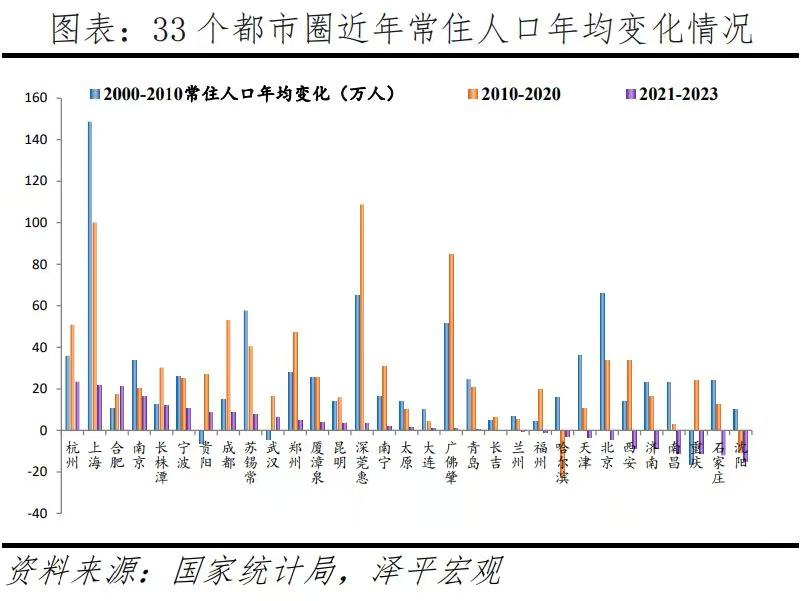 图表：33个都市圈近年常住人口年均变化情况
2000-2010常住人口年均变化（万人） 2010-2020 2021-2023
160
140
120
100
80
60
40
20
0
-20
-40
杭州 上海 合肥 南京 长株潭 宁波 贵阳 成都 苏锡常 武汉 郑州 厦漳泉 昆明 深莞惠 南宁 太原 大连 广佛肇 青岛 长吉 兰州 福州 哈尔滨 天津 北京 西安 济南 南昌 重庆 石家庄 沈阳
资料来源：国家统计局，泽平宏观